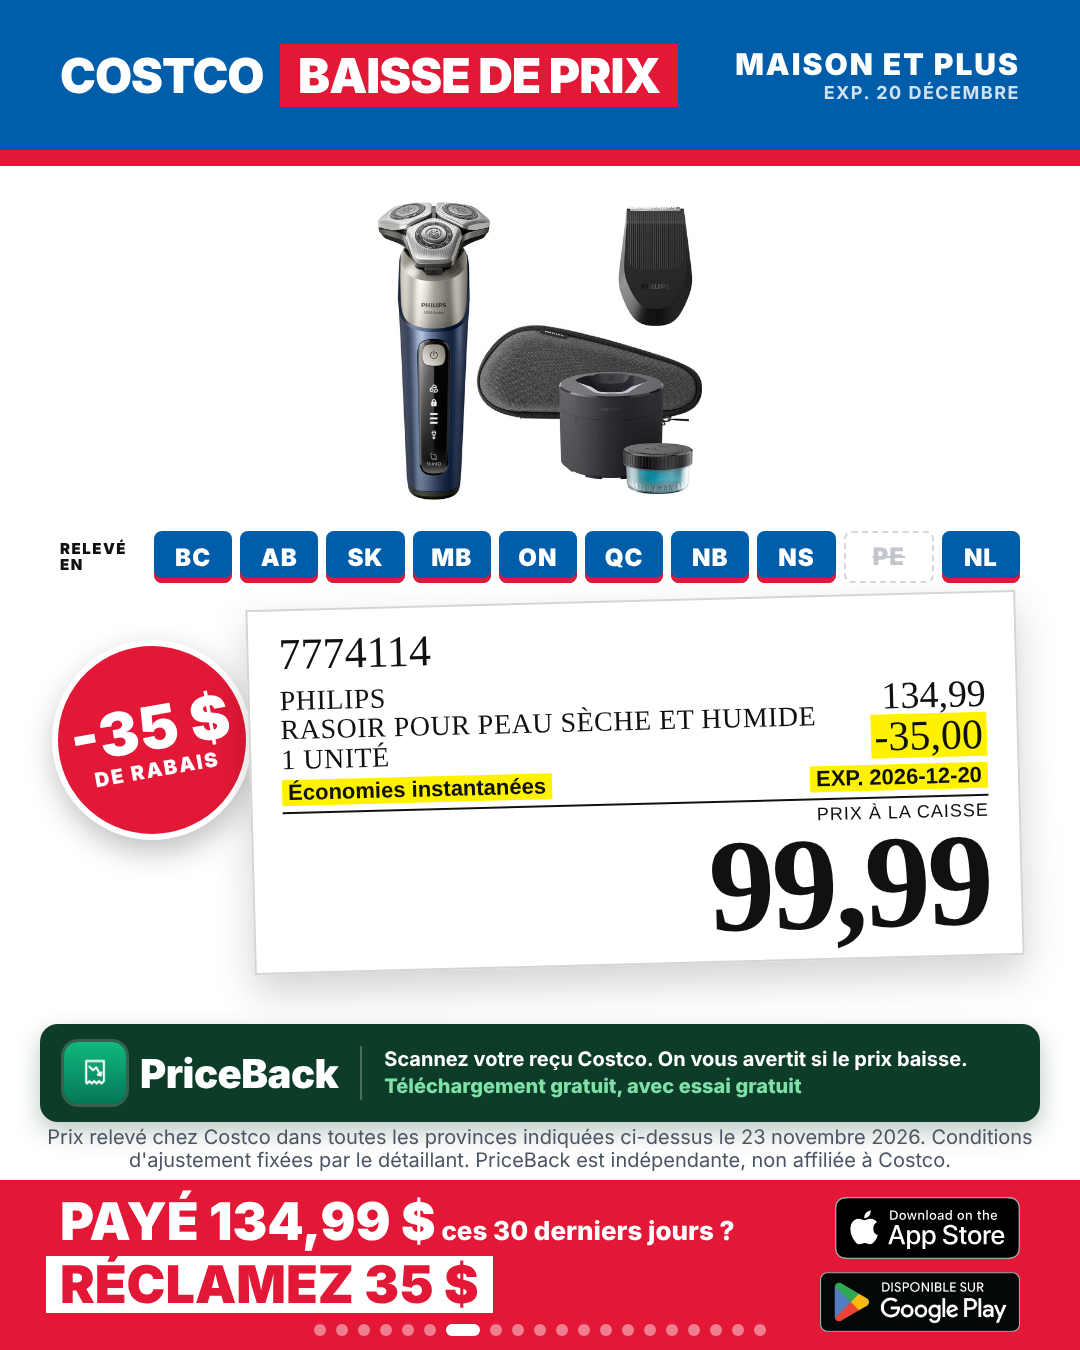 COSTCO BAISSE DE PRIX
MAISON ET PLUS
EXP. 20 DÉCEMBRE
PHILIPS
PHILIPS
SkinIQ
RELEVÉ EN
BC AB SK MB ON QC NB NS PE NL
-35 $
DE RABAIS
7774114
PHILIPS
RASOIR POUR PEAU SÈCHE ET HUMIDE
1 UNITÉ
Économies instantanées
134,99
-35,00
EXP. 2026-12-20
PRIX À LA CAISSE
99,99
PriceBack
Scannez votre reçu Costco. On vous avertit si le prix baisse.
Téléchargement gratuit, avec essai gratuit
Prix relevé chez Costco dans toutes les provinces indiquées ci-dessus le 23 novembre 2026. Conditions
d'ajustement fixées par le détaillant. PriceBack est indépendante, non affiliée à Costco.
PAYÉ 134,99 $ ces 30 derniers jours ?
RÉCLAMEZ 35 $
Download on the
App Store
DISPONIBLE SUR
Google Play